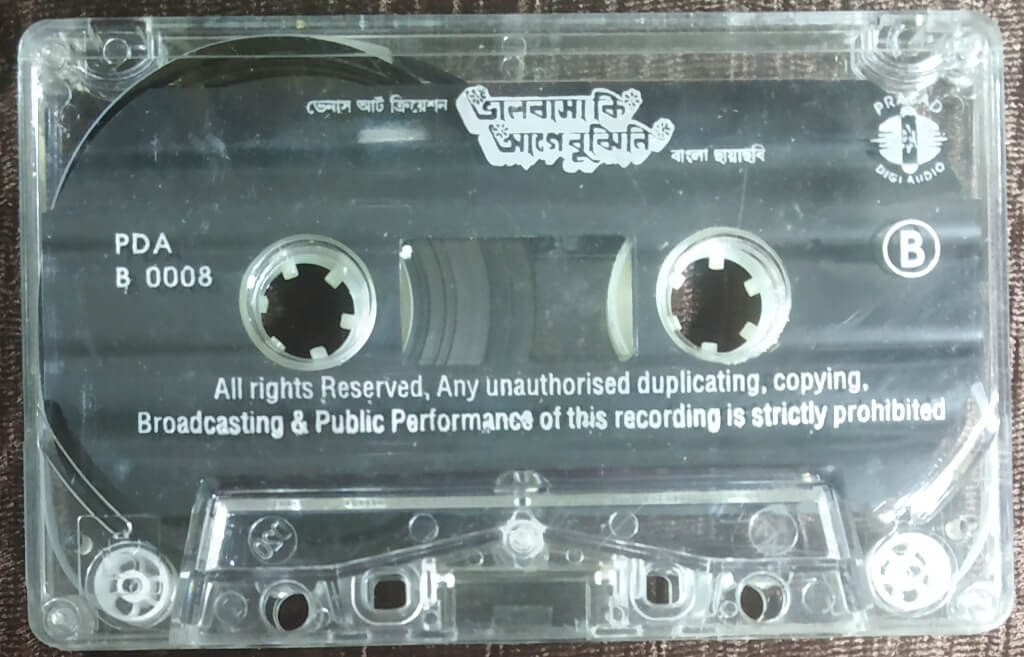 ভেনাস আর্ট ক্রিয়েশন
ভালবাসা কি
আগে বুঝিনি
বাংলা ছায়াছবি
PRASAD
DIGI AUDIO
PDA
B 0008
B
All rights Reserved, Any unauthorised duplicating, copying,
Broadcasting & Public Performance of this recording is strictly prohibited